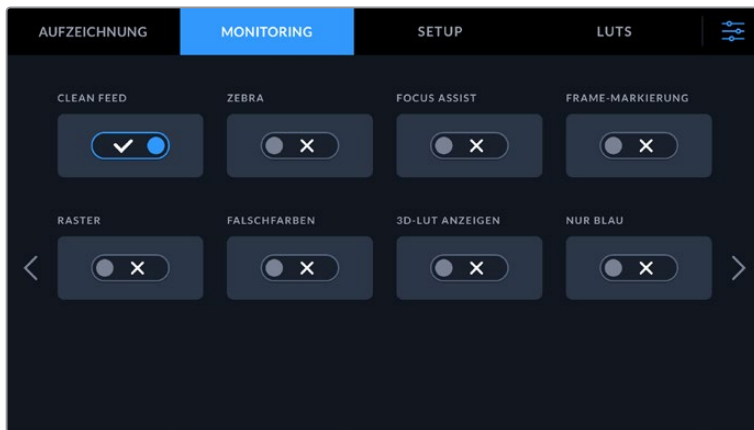 AUFZEICHNUNG MONITORING SETUP LUTS
CLEAN FEED ZEBRA FOCUS ASSIST FRAME-MARKIERUNG
RASTER FALSCHFARBEN 3D-LUT ANZEIGEN NUR BLAU